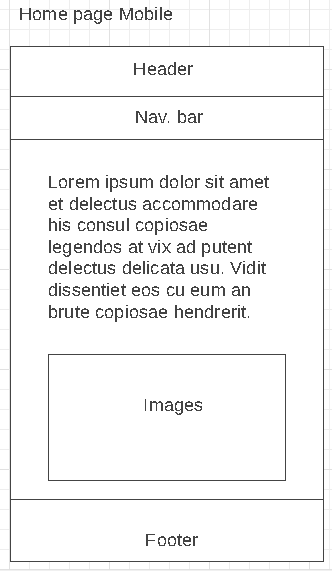 Home page Mobile
Header
Nav. bar
Lorem ipsum dolor sit amet
et delectus accommodare
his consul copiosae
legendos at vix ad putent
delectus delicata usu. Vidit
dissentiet eos cu eum an
brute copiosae hendrerit.
Images
Footer